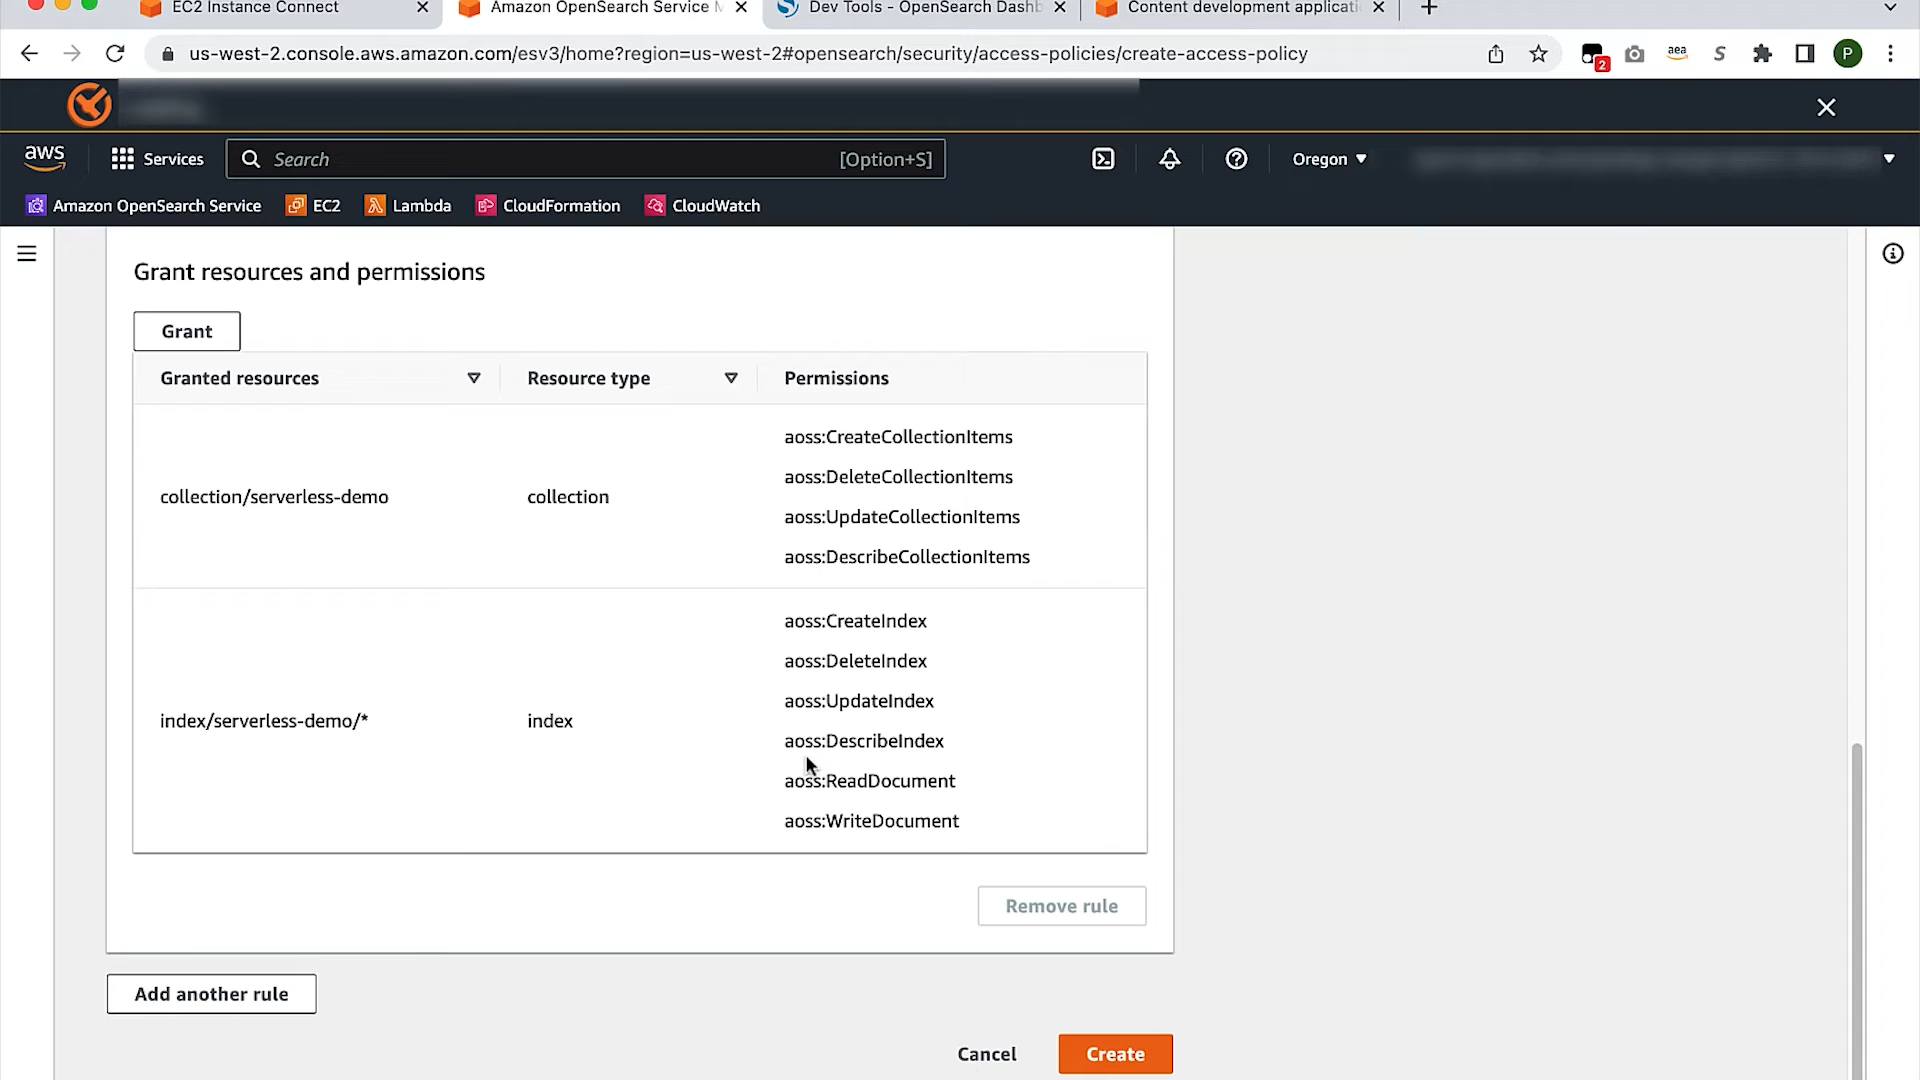 EC2 Instance Connect
Amazon OpenSearch Service M
Dev Tools - OpenSearch Dashb
Content development applicati
us-west-2.console.aws.amazon.com/esv3/home?region=us-west-2#opensearch/security/access-policies/create-access-policy
2
aea
S
P
aws
Services
Search
[Option+S]
Oregon
Amazon OpenSearch Service
EC2
Lambda
CloudFormation
CloudWatch
Grant resources and permissions
Grant
Granted resources
Resource type
Permissions
collection/serverless-demo
collection
aoss:CreateCollectionItems
aoss:DeleteCollectionItems
aoss:UpdateCollectionItems
aoss:DescribeCollectionItems
index/serverless-demo/*
index
aoss:CreateIndex
aoss:DeleteIndex
aoss:UpdateIndex
aoss:DescribeIndex
aoss:ReadDocument
aoss:WriteDocument
Remove rule
Add another rule
Cancel
Create